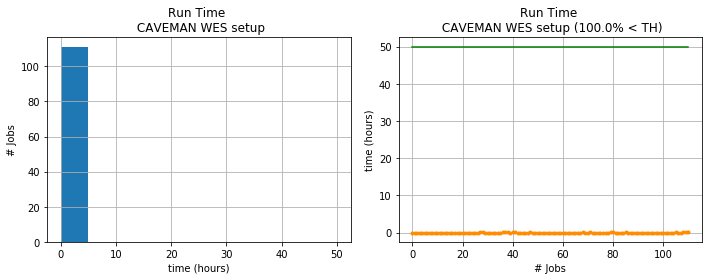 Run Time
CAVEMAN WES setup
# Jobs
100
80
60
40
20
0
0 10 20 30 40 50
time (hours)
Run Time
CAVEMAN WES setup (100.0% < TH)
time (hours)
50
40
30
20
10
0
0 20 40 60 80 100
# Jobs